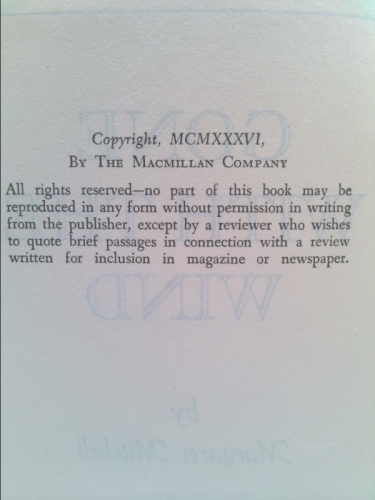 Copyright, MCMXXXVI,
By The Macmillan Company
All rights reserved—no part of this book may be
reproduced in any form without permission in writing
from the publisher, except by a reviewer who wishes
to quote brief passages in connection with a review
written for inclusion in magazine or newspaper.
GONE
WITH THE
WIND
by
Margaret Mitchell